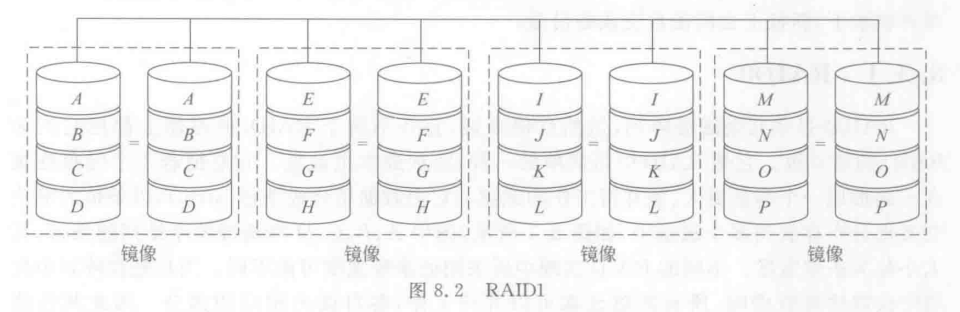 A A E E I I M M
B = B F = F J = J N = N
C C G G K K O O
D D H H L L P P
镜像 镜像 镜像 镜像
图 8.2 RAID1